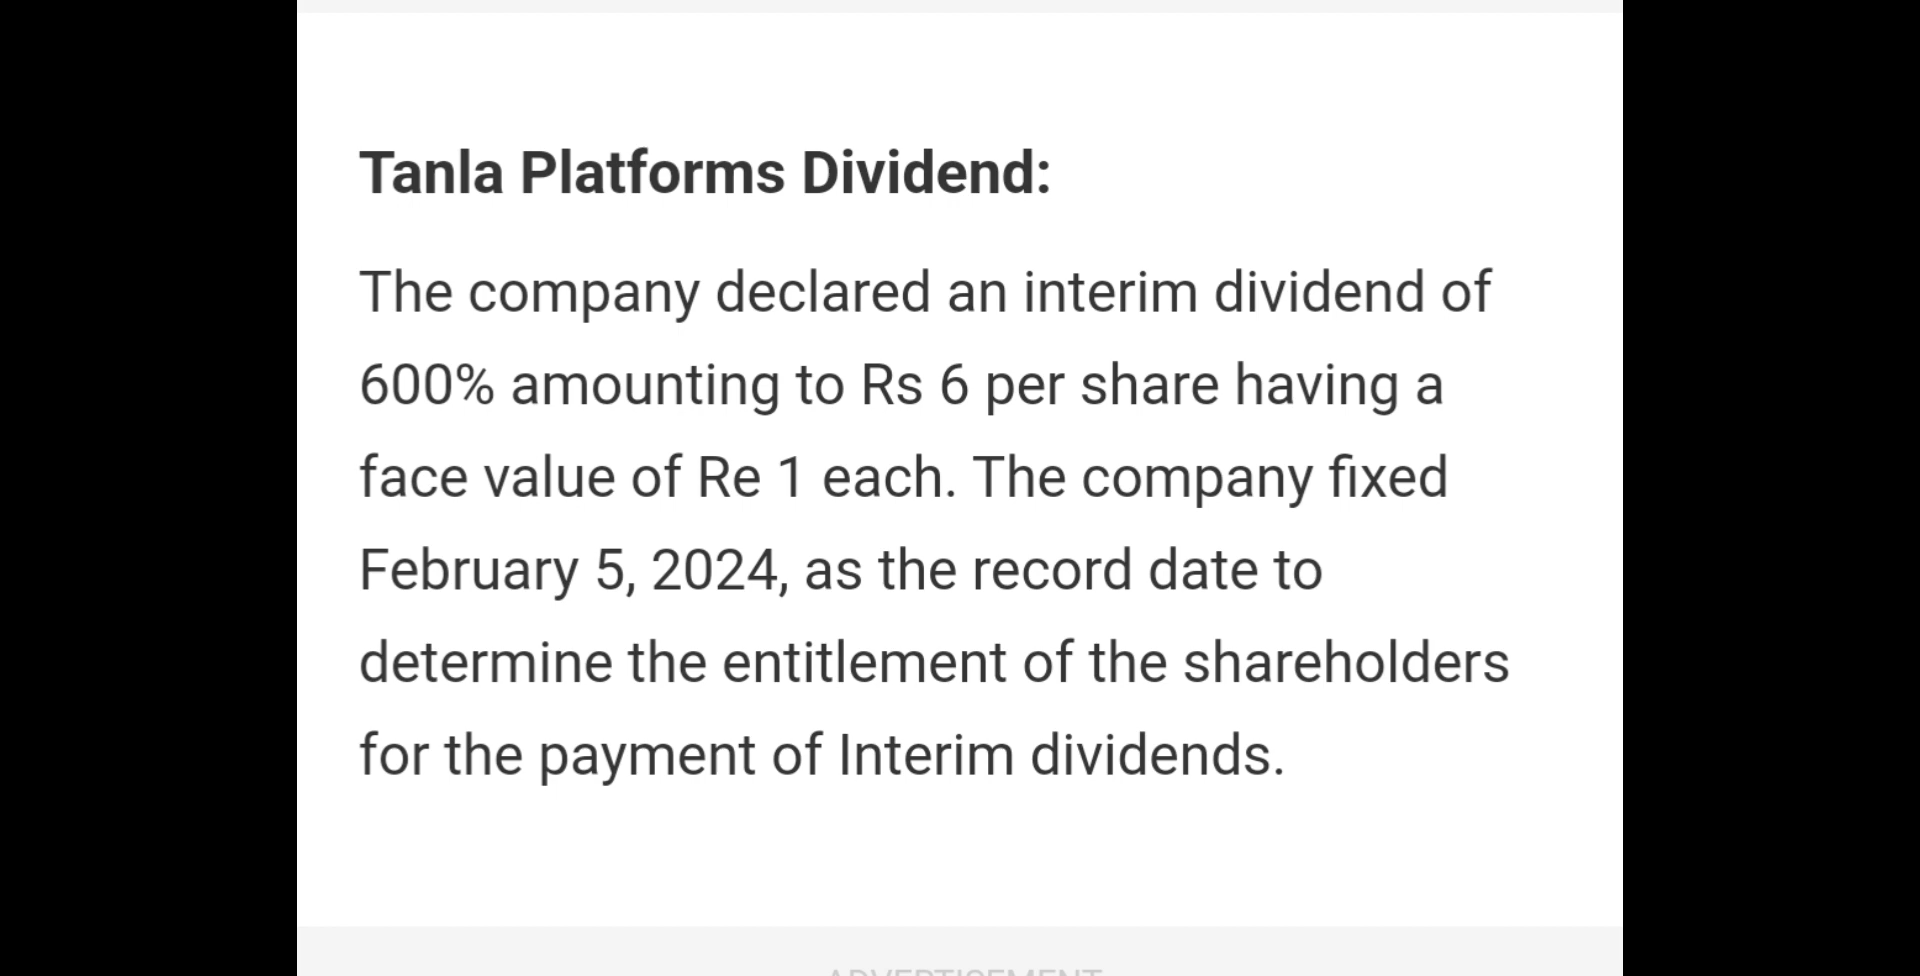 Tanla Platforms Dividend:
The company declared an interim dividend of
600% amounting to Rs 6 per share having a
face value of Re 1 each. The company fixed
February 5, 2024, as the record date to
determine the entitlement of the shareholders
for the payment of Interim dividends.
ADVERTISEMENT